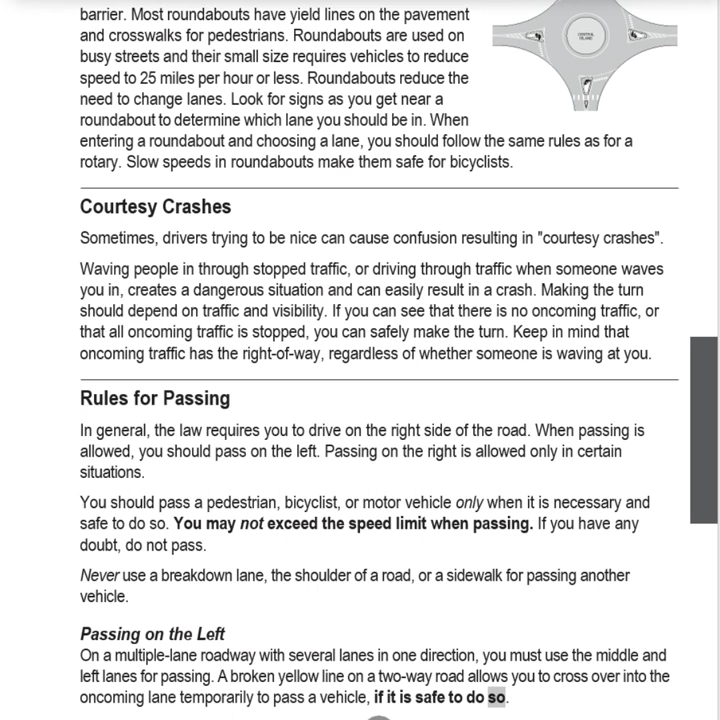 barrier. Most roundabouts have yield lines on the pavement
and crosswalks for pedestrians. Roundabouts are used on
busy streets and their small size requires vehicles to reduce
speed to 25 miles per hour or less. Roundabouts reduce the
need to change lanes. Look for signs as you get near a
roundabout to determine which lane you should be in. When
entering a roundabout and choosing a lane, you should follow the same rules as for a
rotary. Slow speeds in roundabouts make them safe for bicyclists.
CENTRAL
ISLAND
Courtesy Crashes
Sometimes, drivers trying to be nice can cause confusion resulting in "courtesy crashes".
Waving people in through stopped traffic, or driving through traffic when someone waves
you in, creates a dangerous situation and can easily result in a crash. Making the turn
should depend on traffic and visibility. If you can see that there is no oncoming traffic, or
that all oncoming traffic is stopped, you can safely make the turn. Keep in mind that
oncoming traffic has the right-of-way, regardless of whether someone is waving at you.
Rules for Passing
In general, the law requires you to drive on the right side of the road. When passing is
allowed, you should pass on the left. Passing on the right is allowed only in certain
situations.
You should pass a pedestrian, bicyclist, or motor vehicle only when it is necessary and
safe to do so. You may not exceed the speed limit when passing. If you have any
doubt, do not pass.
Never use a breakdown lane, the shoulder of a road, or a sidewalk for passing another
vehicle.
Passing on the Left
On a multiple-lane roadway with several lanes in one direction, you must use the middle and
left lanes for passing. A broken yellow line on a two-way road allows you to cross over into the
oncoming lane temporarily to pass a vehicle, if it is safe to do so.